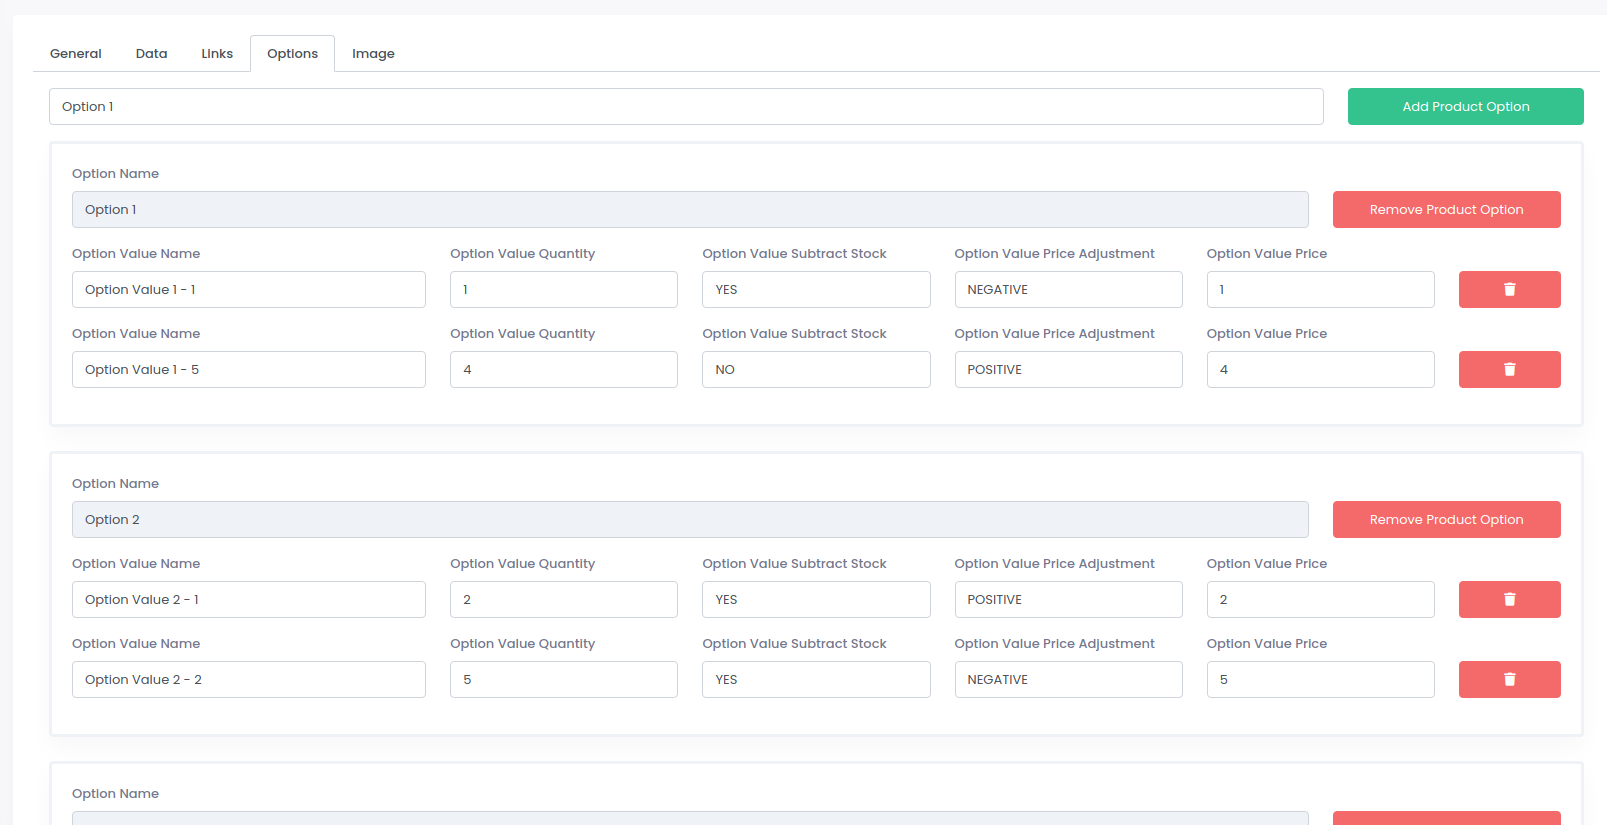 General Data Links Options Image
Option 1 Add Product Option
Option Name
Option 1 Remove Product Option
Option Value Name Option Value Quantity Option Value Subtract Stock Option Value Price Adjustment Option Value Price
Option Value 1 - 1 1 YES NEGATIVE 1
Option Value Name Option Value Quantity Option Value Subtract Stock Option Value Price Adjustment Option Value Price
Option Value 1 - 5 4 NO POSITIVE 4
Option Name
Option 2 Remove Product Option
Option Value Name Option Value Quantity Option Value Subtract Stock Option Value Price Adjustment Option Value Price
Option Value 2 - 1 2 YES POSITIVE 2
Option Value Name Option Value Quantity Option Value Subtract Stock Option Value Price Adjustment Option Value Price
Option Value 2 - 2 5 YES NEGATIVE 5
Option Name